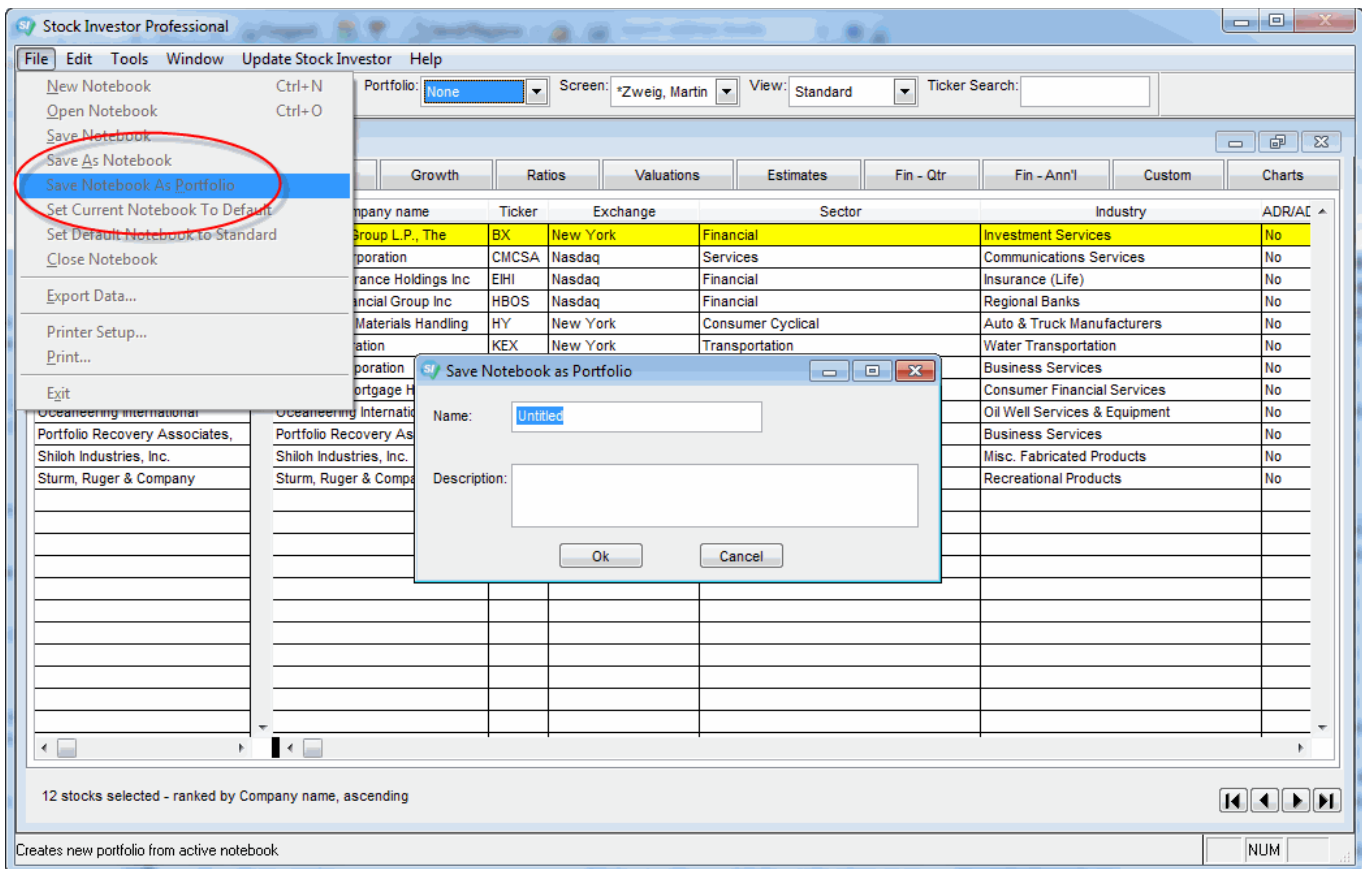 Stock Investor Professional
File Edit Tools Window Update Stock Investor Help
New Notebook Ctrl+N
Portfolio: None Screen: *Zweig, Martin View: Standard Ticker Search:
Open Notebook Ctrl+O
Save Notebook
Save As Notebook
Save Notebook As Portfolio
Set Current Notebook To Default
Set Default Notebook to Standard
Close Notebook
Export Data...
Printer Setup...
Print...
Exit
Growth Ratios Valuations Estimates Fin - Qtr Fin - Ann'l Custom Charts
mpany name Ticker Exchange Sector Industry ADR/AD
Group L.P., The BX New York Financial Investment Services No
poration CMCSA Nasdaq Services Communications Services No
rance Holdings Inc EIHI Nasdaq Financial Insurance (Life) No
ancial Group Inc HBOS Nasdaq Financial Regional Banks No
Materials Handling HY New York Consumer Cyclical Auto & Truck Manufacturers No
ation KEX New York Transportation Water Transportation No
poration Business Services No
ortgage H Consumer Financial Services No
Oceaneering International Oceaneering Internatio Oil Well Services & Equipment No
Portfolio Recovery Associates, Portfolio Recovery As Business Services No
Shiloh Industries, Inc. Shiloh Industries, Inc. Misc. Fabricated Products No
Sturm, Ruger & Company Sturm, Ruger & Compa Recreational Products No
Save Notebook as Portfolio
Name: Untitled
Description:
Ok Cancel
12 stocks selected - ranked by Company name, ascending
Creates new portfolio from active notebook NUM